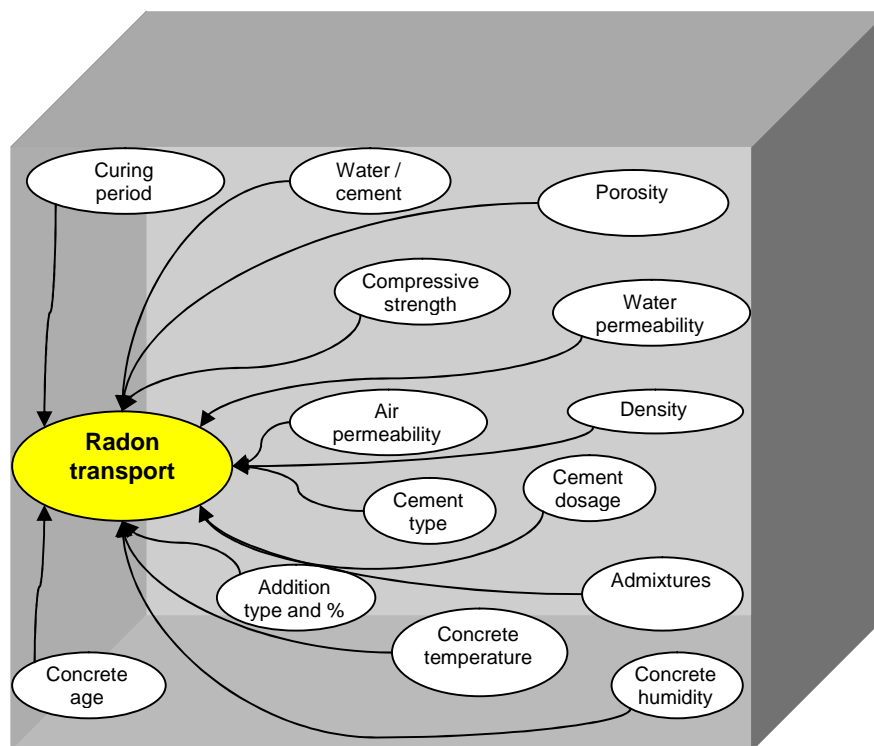 Curing
period
Water /
cement
Porosity
Compressive
strength
Water
permeability
Air
permeability
Density
Radon
transport
Cement
type
Cement
dosage
Addition
type and %
Admixtures
Concrete
temperature
Concrete
age
Concrete
humidity